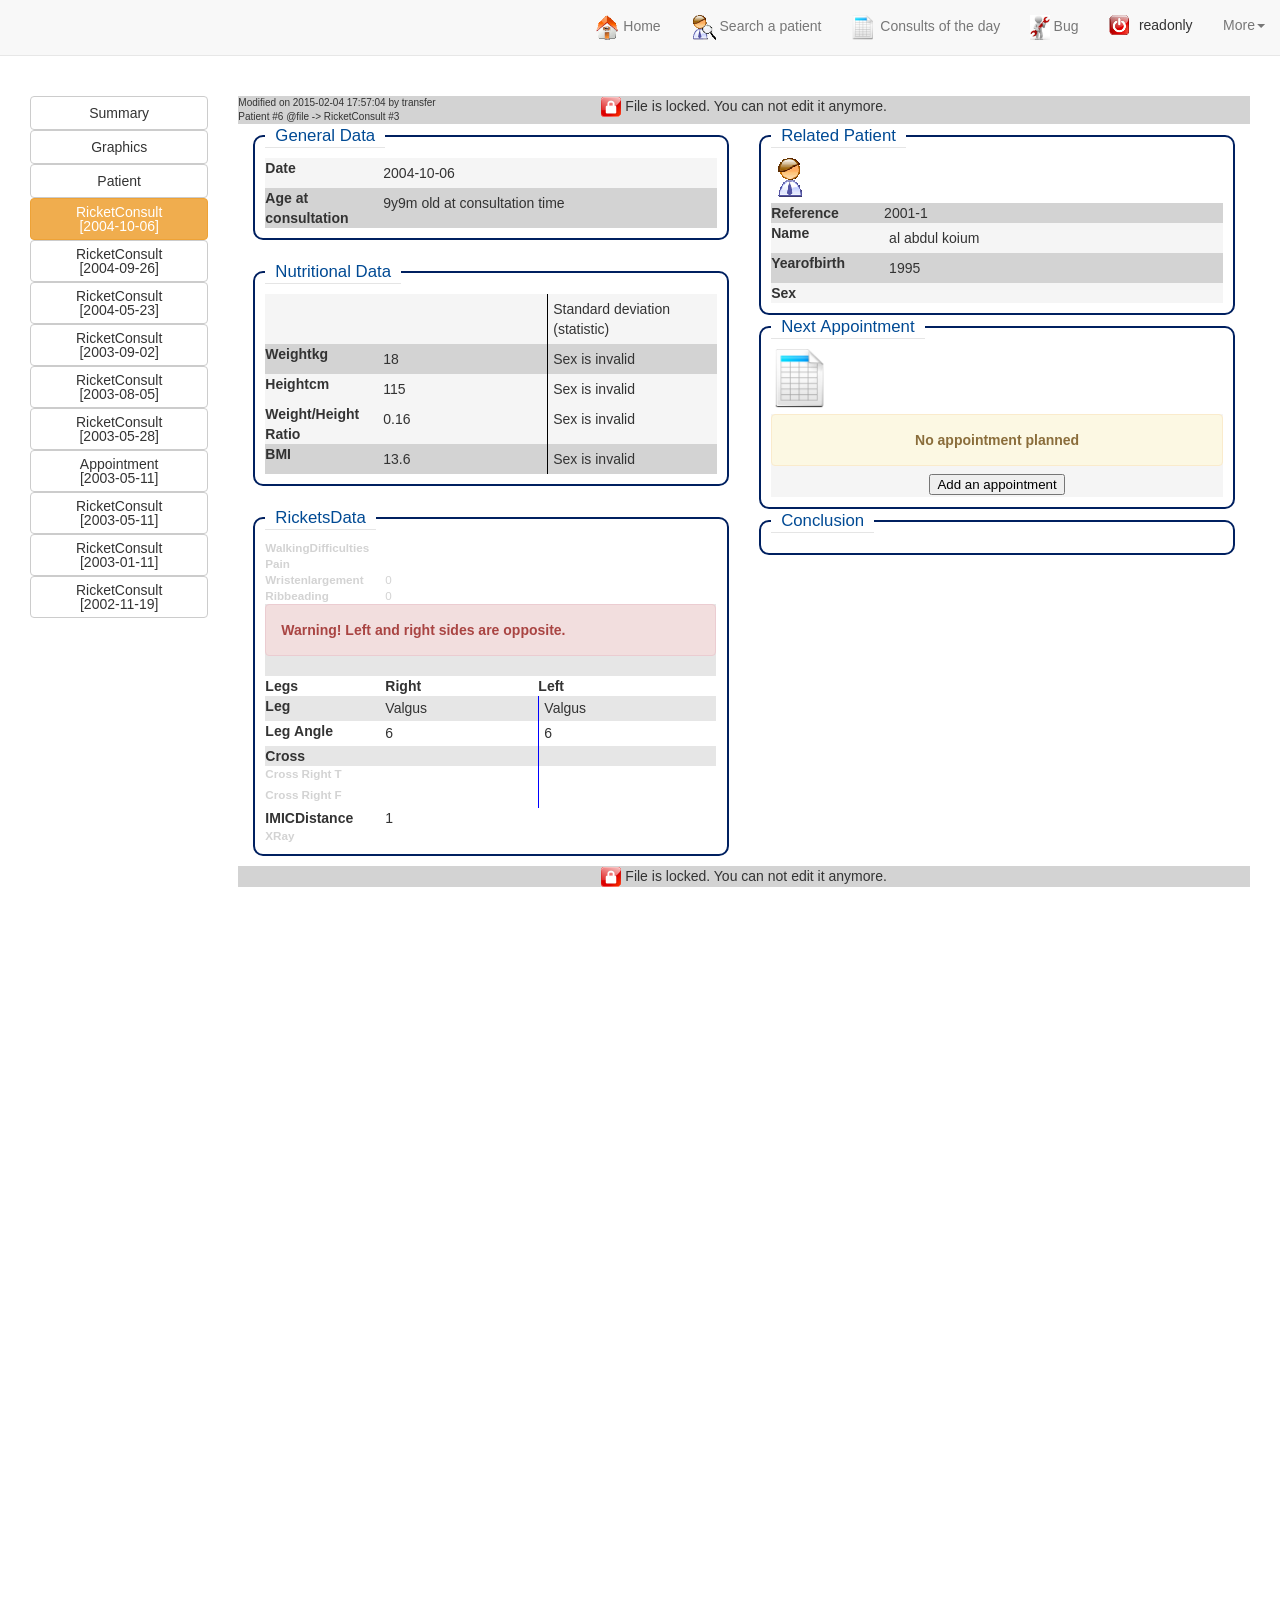 Home Search a patient Consults of the day Bug readonly More
Summary
Graphics
Patient
RicketConsult
[2004-10-06]
RicketConsult
[2004-09-26]
RicketConsult
[2004-05-23]
RicketConsult
[2003-09-02]
RicketConsult
[2003-08-05]
RicketConsult
[2003-05-28]
Appointment
[2003-05-11]
RicketConsult
[2003-05-11]
RicketConsult
[2003-01-11]
RicketConsult
[2002-11-19]
Modified on 2015-02-04 17:57:04 by transfer
Patient #6 @file -> RicketConsult #3
File is locked. You can not edit it anymore.
General Data
Date 2004-10-06
Age at
consultation
9y9m old at consultation time
Nutritional Data
Standard deviation
(statistic)
Weightkg 18 Sex is invalid
Heightcm 115 Sex is invalid
Weight/Height
Ratio
0.16 Sex is invalid
BMI 13.6 Sex is invalid
RicketsData
WalkingDifficulties
Pain
Wristenlargement 0
Ribbeading 0
Warning! Left and right sides are opposite.
Legs Right Left
Leg Valgus Valgus
Leg Angle 6 6
Cross
Cross Right T
Cross Right F
IMICDistance 1
XRay
Related Patient
Reference 2001-1
Name al abdul koium
Yearofbirth 1995
Sex
Next Appointment
No appointment planned
Add an appointment
Conclusion
File is locked. You can not edit it anymore.